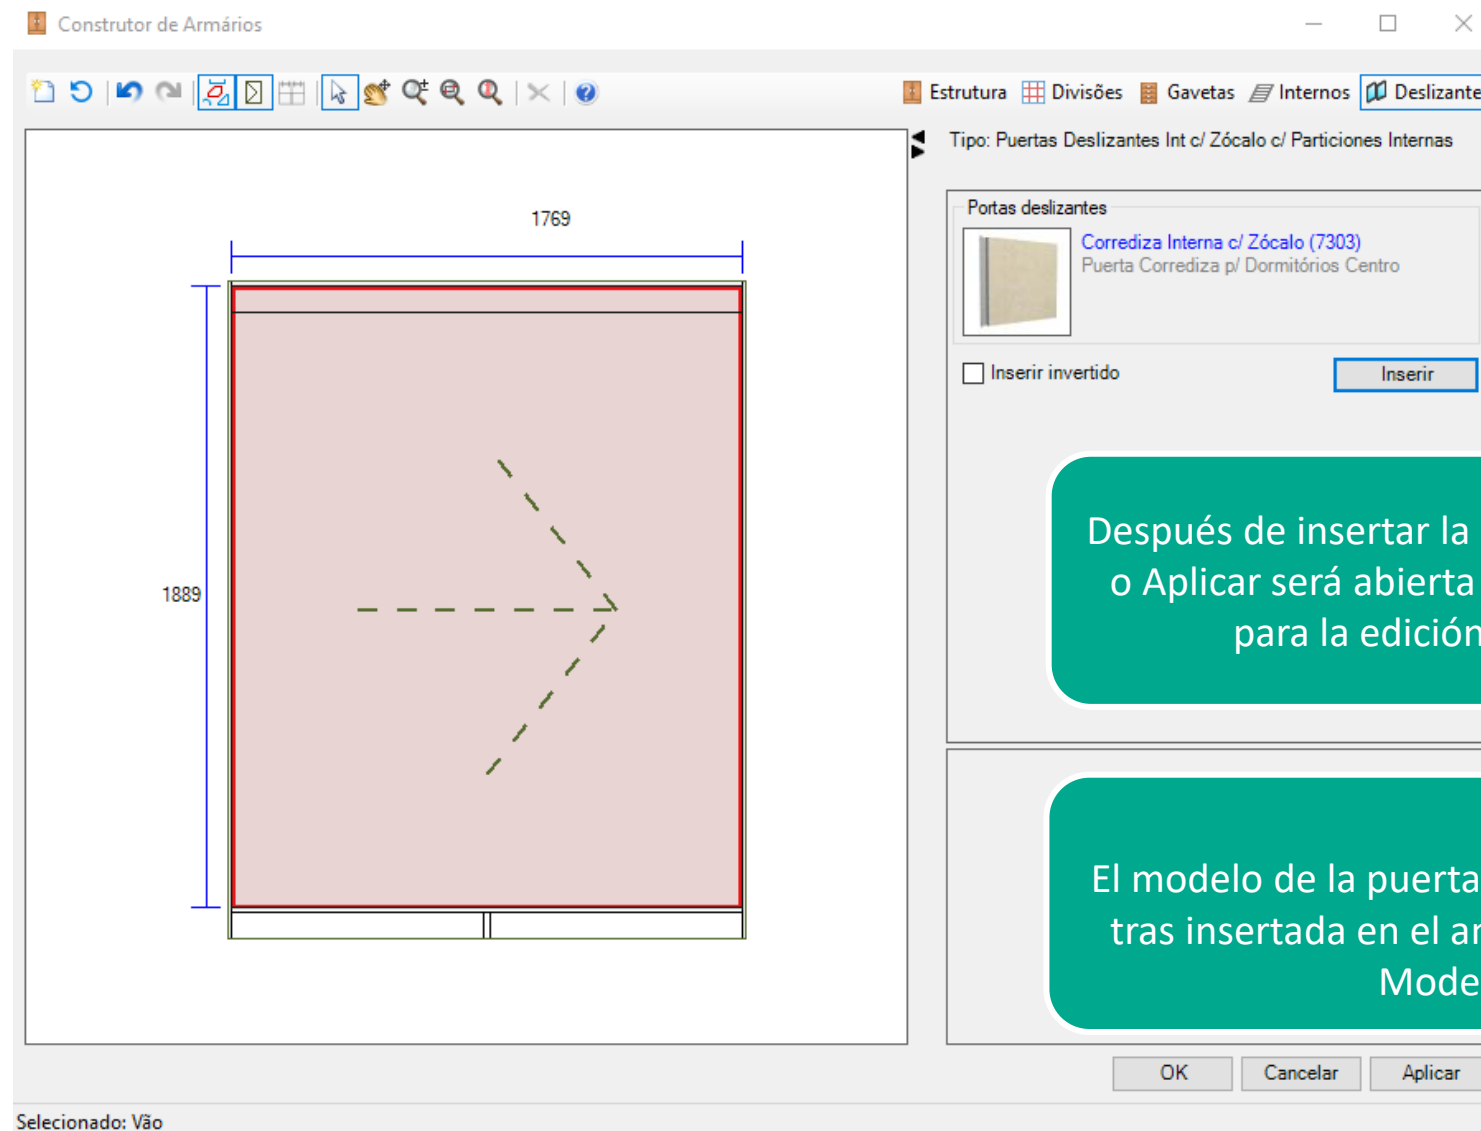 Construtor de Armários
Estrutura Divisões Gavetas Internos Deslizante
Tipo: Puertas Deslizantes Int c/ Zócalo c/ Particiones Internas
Portas deslizantes
Corrediza Interna c/ Zócalo (7303)
Puerta Corrediza p/ Dormitórios Centro
Inserir invertido
Inserir
1769
1889
Después de insertar la
o Aplicar será abierta
para la edición
El modelo de la puerta
tras insertada en el
OK Cancelar Aplicar
Selecionado: Vão